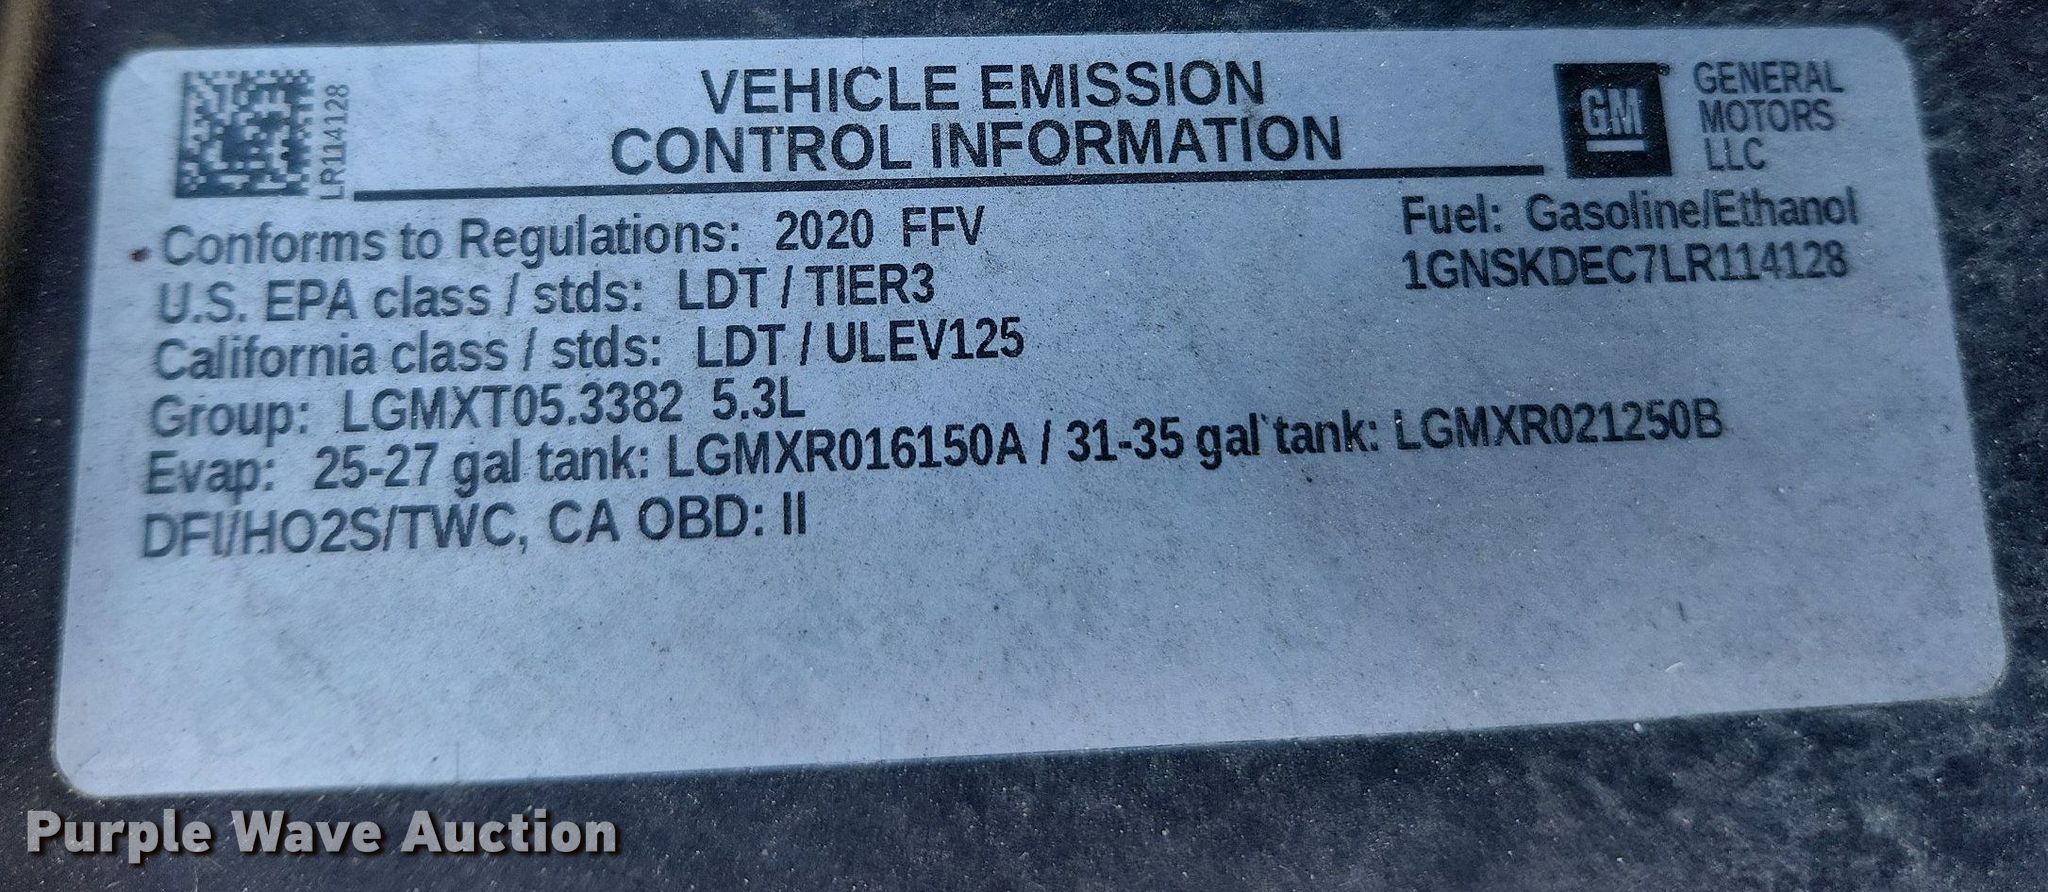 LR114128
VEHICLE EMISSION
CONTROL INFORMATION
GM
GENERAL
MOTORS
LLC
Conforms to Regulations: 2020 FFV
Fuel: Gasoline/Ethanol
U.S. EPA class / stds: LDT / TIER3
1GNSKDEC7LR114128
California class / stds: LDT / ULEV125
Group: LGMXT05.3382 5.3L
Evap: 25-27 gal tank: LGMXR016150A / 31-35 gal tank: LGMXR021250B
DFI/HO2S/TWC, CA OBD: II
Purple Wave Auction